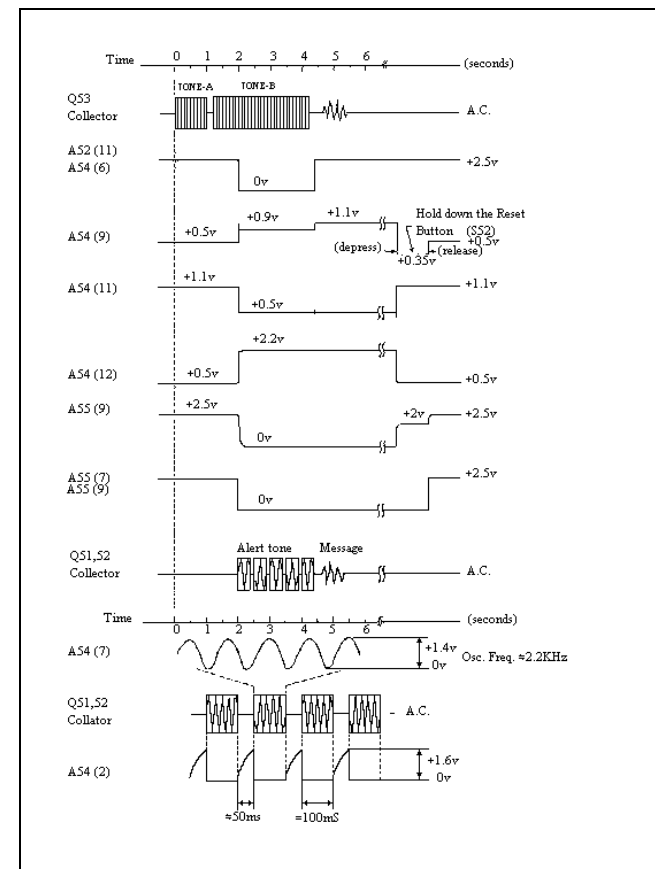 Time 0 1 2 3 4 5 6 (seconds)
TONE-A TONE-B
Q53
Collector A.C.
A52 (11)
A54 (6) 0v +2.5v
A54 (9) +0.5v +0.9v +1.1v Hold down the Reset
Button (S52)
(depress) +0.35v (release) +0.5v
A54 (11) +1.1v +0.5v +1.1v
A54 (12) +0.5v +2.2v +0.5v
A55 (9) +2.5v 0v +2v +2.5v
A55 (7)
A55 (9) 0v +2.5v
Alert tone Message
Q51,52
Collector A.C.
Time 0 1 2 3 4 5 6 (seconds)
A54 (7) +1.4v
0v Osc. Freq. ≈2.2KHz
Q51,52
Collator A.C.
A54 (2) +1.6v
0v
≈50ms =100mS